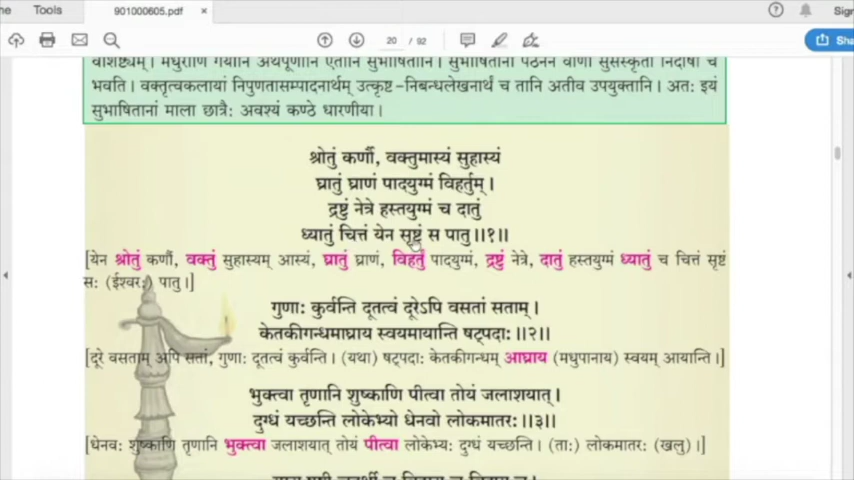 Tools
901000605.pdf ×
Sign
20 / 92
Sha
वाशष्ट्यम्। मधुराणि गेयानि अर्थपूर्णानि एतानि सुभाषितानि। सुभाषितानां पठनेन वाणी सुसंस्कृता निर्दोषा च
भवति। वक्तृत्वकलायां निपुणतासम्पादनार्थम् उत्कृष्ट-निबन्धलेखनार्थं च तानि अतीव उपयुक्तानि। अत: इयं
सुभाषितानां माला छात्रै: अवश्यं कण्ठे धारणीया।
श्रोतुं कर्णौ, वक्तुमास्यं सुहास्यं
घ्रातुं घ्राणं पादयुग्मं विहर्तुम्।
द्रष्टुं नेत्रे हस्तयुग्मं च दातुं
ध्यातुं चित्तं येन सृष्टं स पातु॥१॥
[येन श्रोतुं कर्णौ, वक्तुं सुहास्यम् आस्यं, घ्रातुं घ्राणं, विहर्तुं पादयुग्मं, द्रष्टुं नेत्रे, दातुं हस्तयुग्मं ध्यातुं च चित्तं सृष्टं
स: (ईश्वर:) पातु।]
गुणा: कुर्वन्ति दूतत्वं दूरेऽपि वसतां सताम्।
केतकीगन्धमाघ्राय स्वयमायान्ति षट्पदा:॥२॥
[दूरे वसताम् अपि सतां, गुणा: दूतत्वं कुर्वन्ति। (यथा) षट्पदा: केतकीगन्धम् आघ्राय (मधुपानाय) स्वयम् आयान्ति।]
भुक्त्वा तृणानि शुष्काणि पीत्वा तोयं जलाशयात्।
दुग्धं यच्छन्ति लोकेभ्यो धेनवो लोकमातर:॥३॥
[धेनव: शुष्काणि तृणानि भुक्त्वा जलाशयात् तोयं पीत्वा लोकेभ्य: दुग्धं यच्छन्ति। (ता:) लोकमातर: (खलु)।]